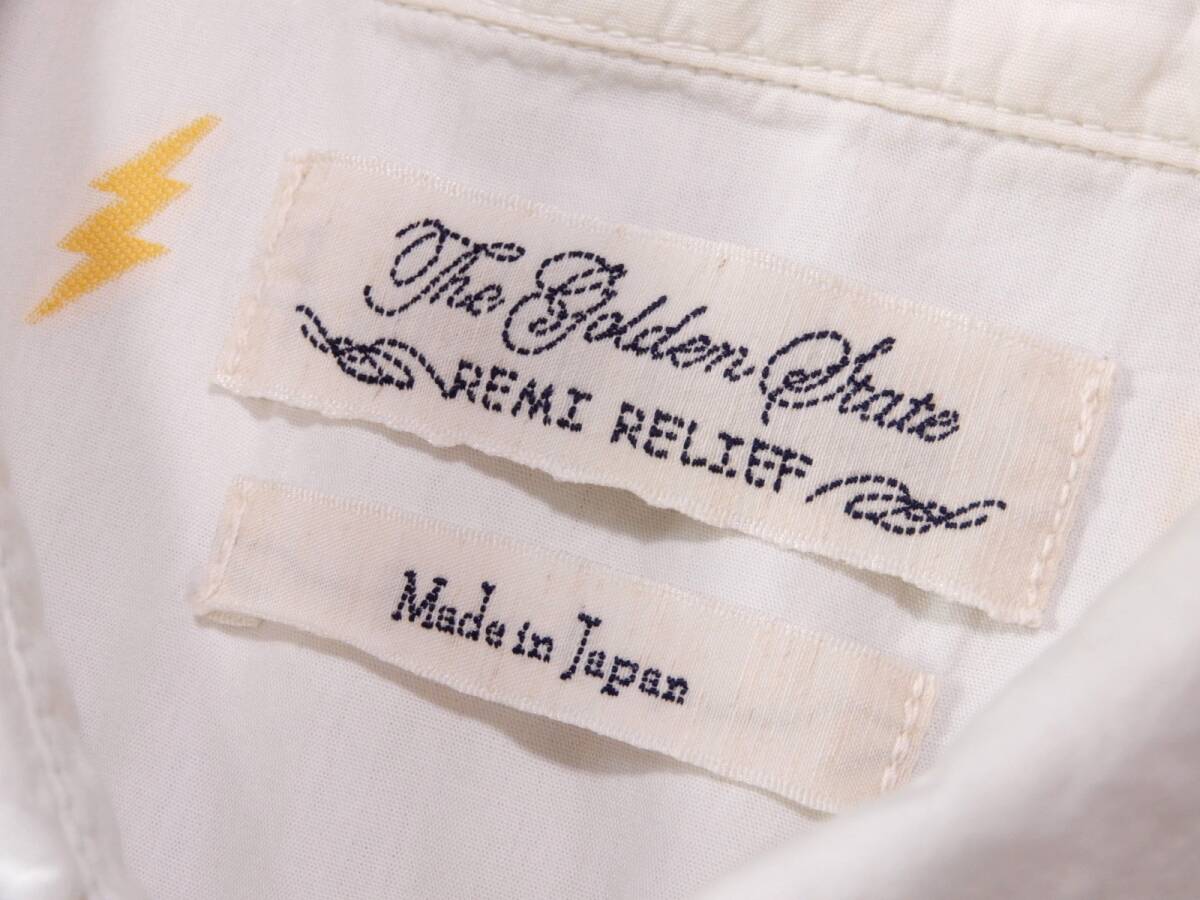 The Golden State
REMI RELIEF
Made in Japan